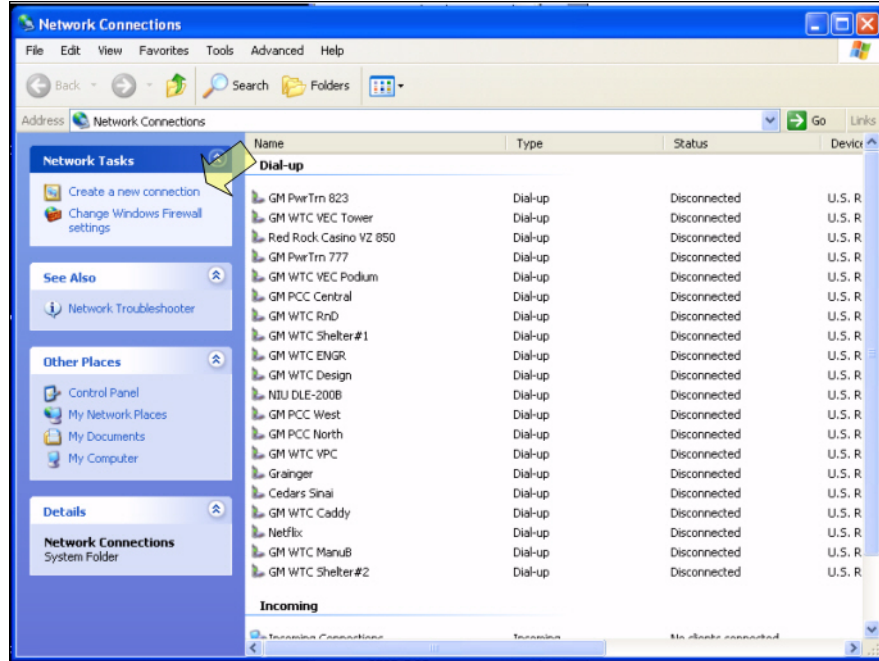 Network Connections
File Edit View Favorites Tools Advanced Help
Back Search Folders
Address Network Connections Go Links
Network Tasks
Create a new connection
Change Windows Firewall
settings
See Also
Network Troubleshooter
Other Places
Control Panel
My Network Places
My Documents
My Computer
Details
Network Connections
System Folder
Name Type Status Device
Dial-up
GM PwrTrn 823 Dial-up Disconnected U.S. R
GM WTC VEC Tower Dial-up Disconnected U.S. R
Red Rock Casino VZ 850 Dial-up Disconnected U.S. R
GM PwrTrn 777 Dial-up Disconnected U.S. R
GM WTC VEC Podium Dial-up Disconnected U.S. R
GM PCC Central Dial-up Disconnected U.S. R
GM WTC RnD Dial-up Disconnected U.S. R
GM WTC Shelter#1 Dial-up Disconnected U.S. R
GM WTC ENGR Dial-up Disconnected U.S. R
GM WTC Design Dial-up Disconnected U.S. R
NIU DLE-200B Dial-up Disconnected U.S. R
GM PCC West Dial-up Disconnected U.S. R
GM PCC North Dial-up Disconnected U.S. R
GM WTC VPC Dial-up Disconnected U.S. R
Grainger Dial-up Disconnected U.S. R
Cedars Sinai Dial-up Disconnected U.S. R
GM WTC Caddy Dial-up Disconnected U.S. R
Netflix Dial-up Disconnected U.S. R
GM WTC ManuB Dial-up Disconnected U.S. R
GM WTC Shelter#2 Dial-up Disconnected U.S. R
Incoming
Incoming Connections Incoming No clients connected